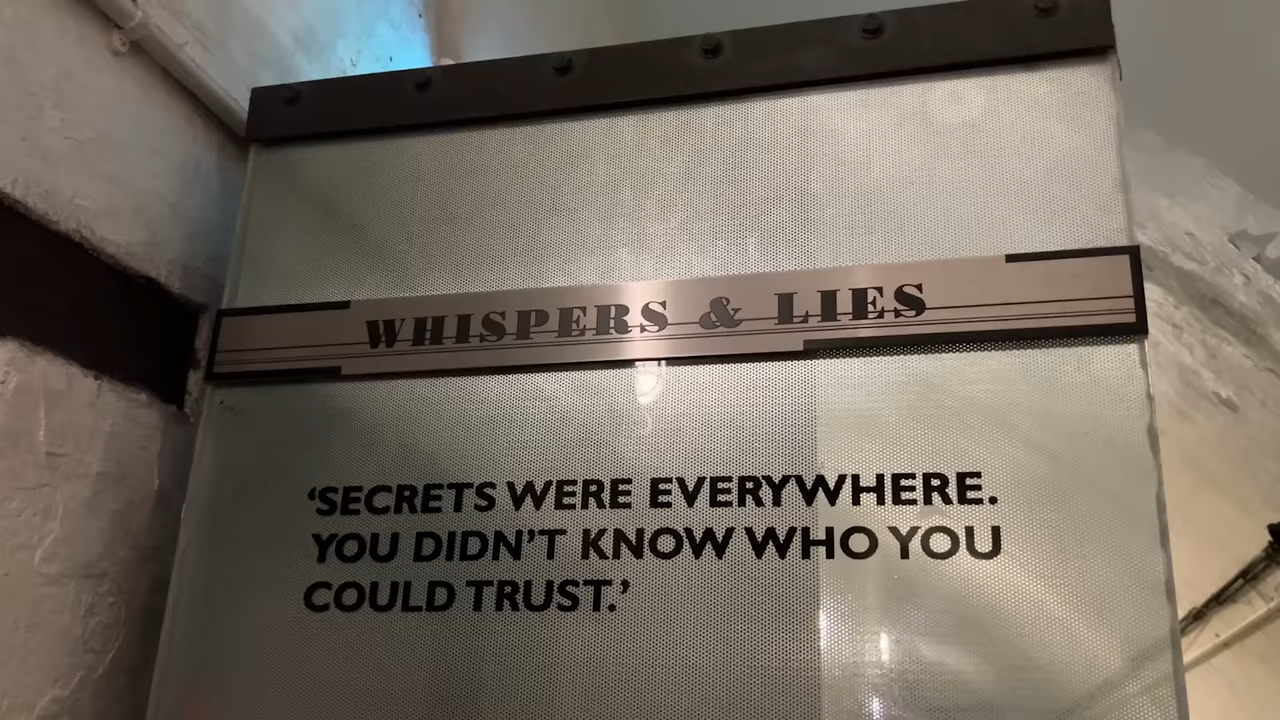 WHISPERS & LIES
‘SECRETS WERE EVERYWHERE.
YOU DIDN’T KNOW WHO YOU
COULD TRUST.’